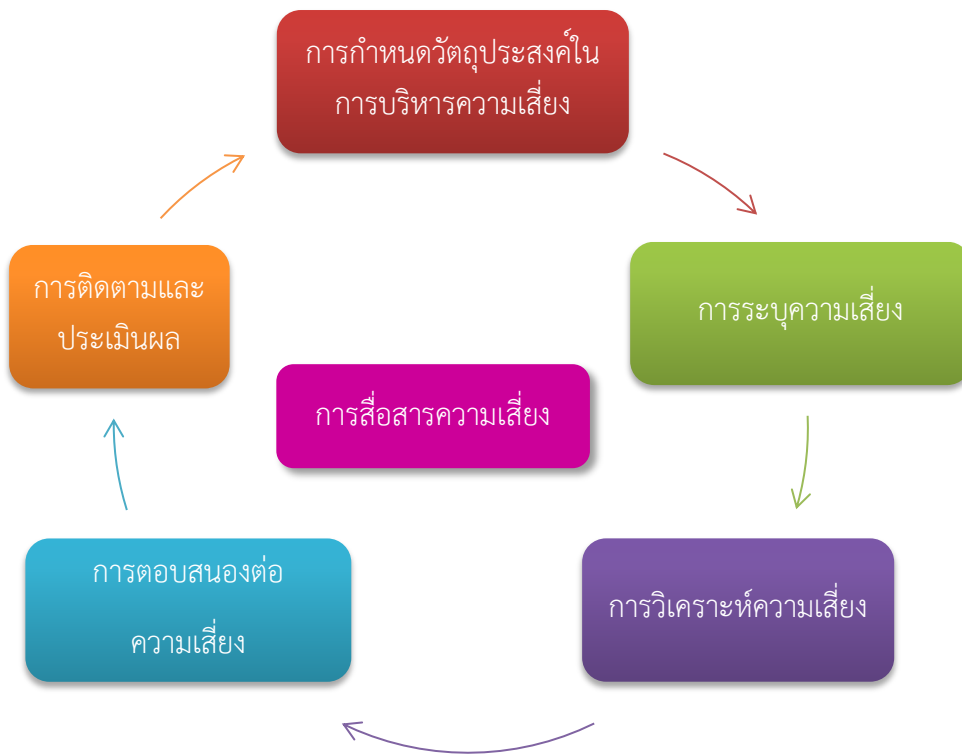 การกำหนดวัตถุประสงค์ใน
การบริหารความเสี่ยง
การระบุความเสี่ยง
การวิเคราะห์ความเสี่ยง
การตอบสนองต่อ
ความเสี่ยง
การติดตามและ
ประเมินผล
การสื่อสารความเสี่ยง